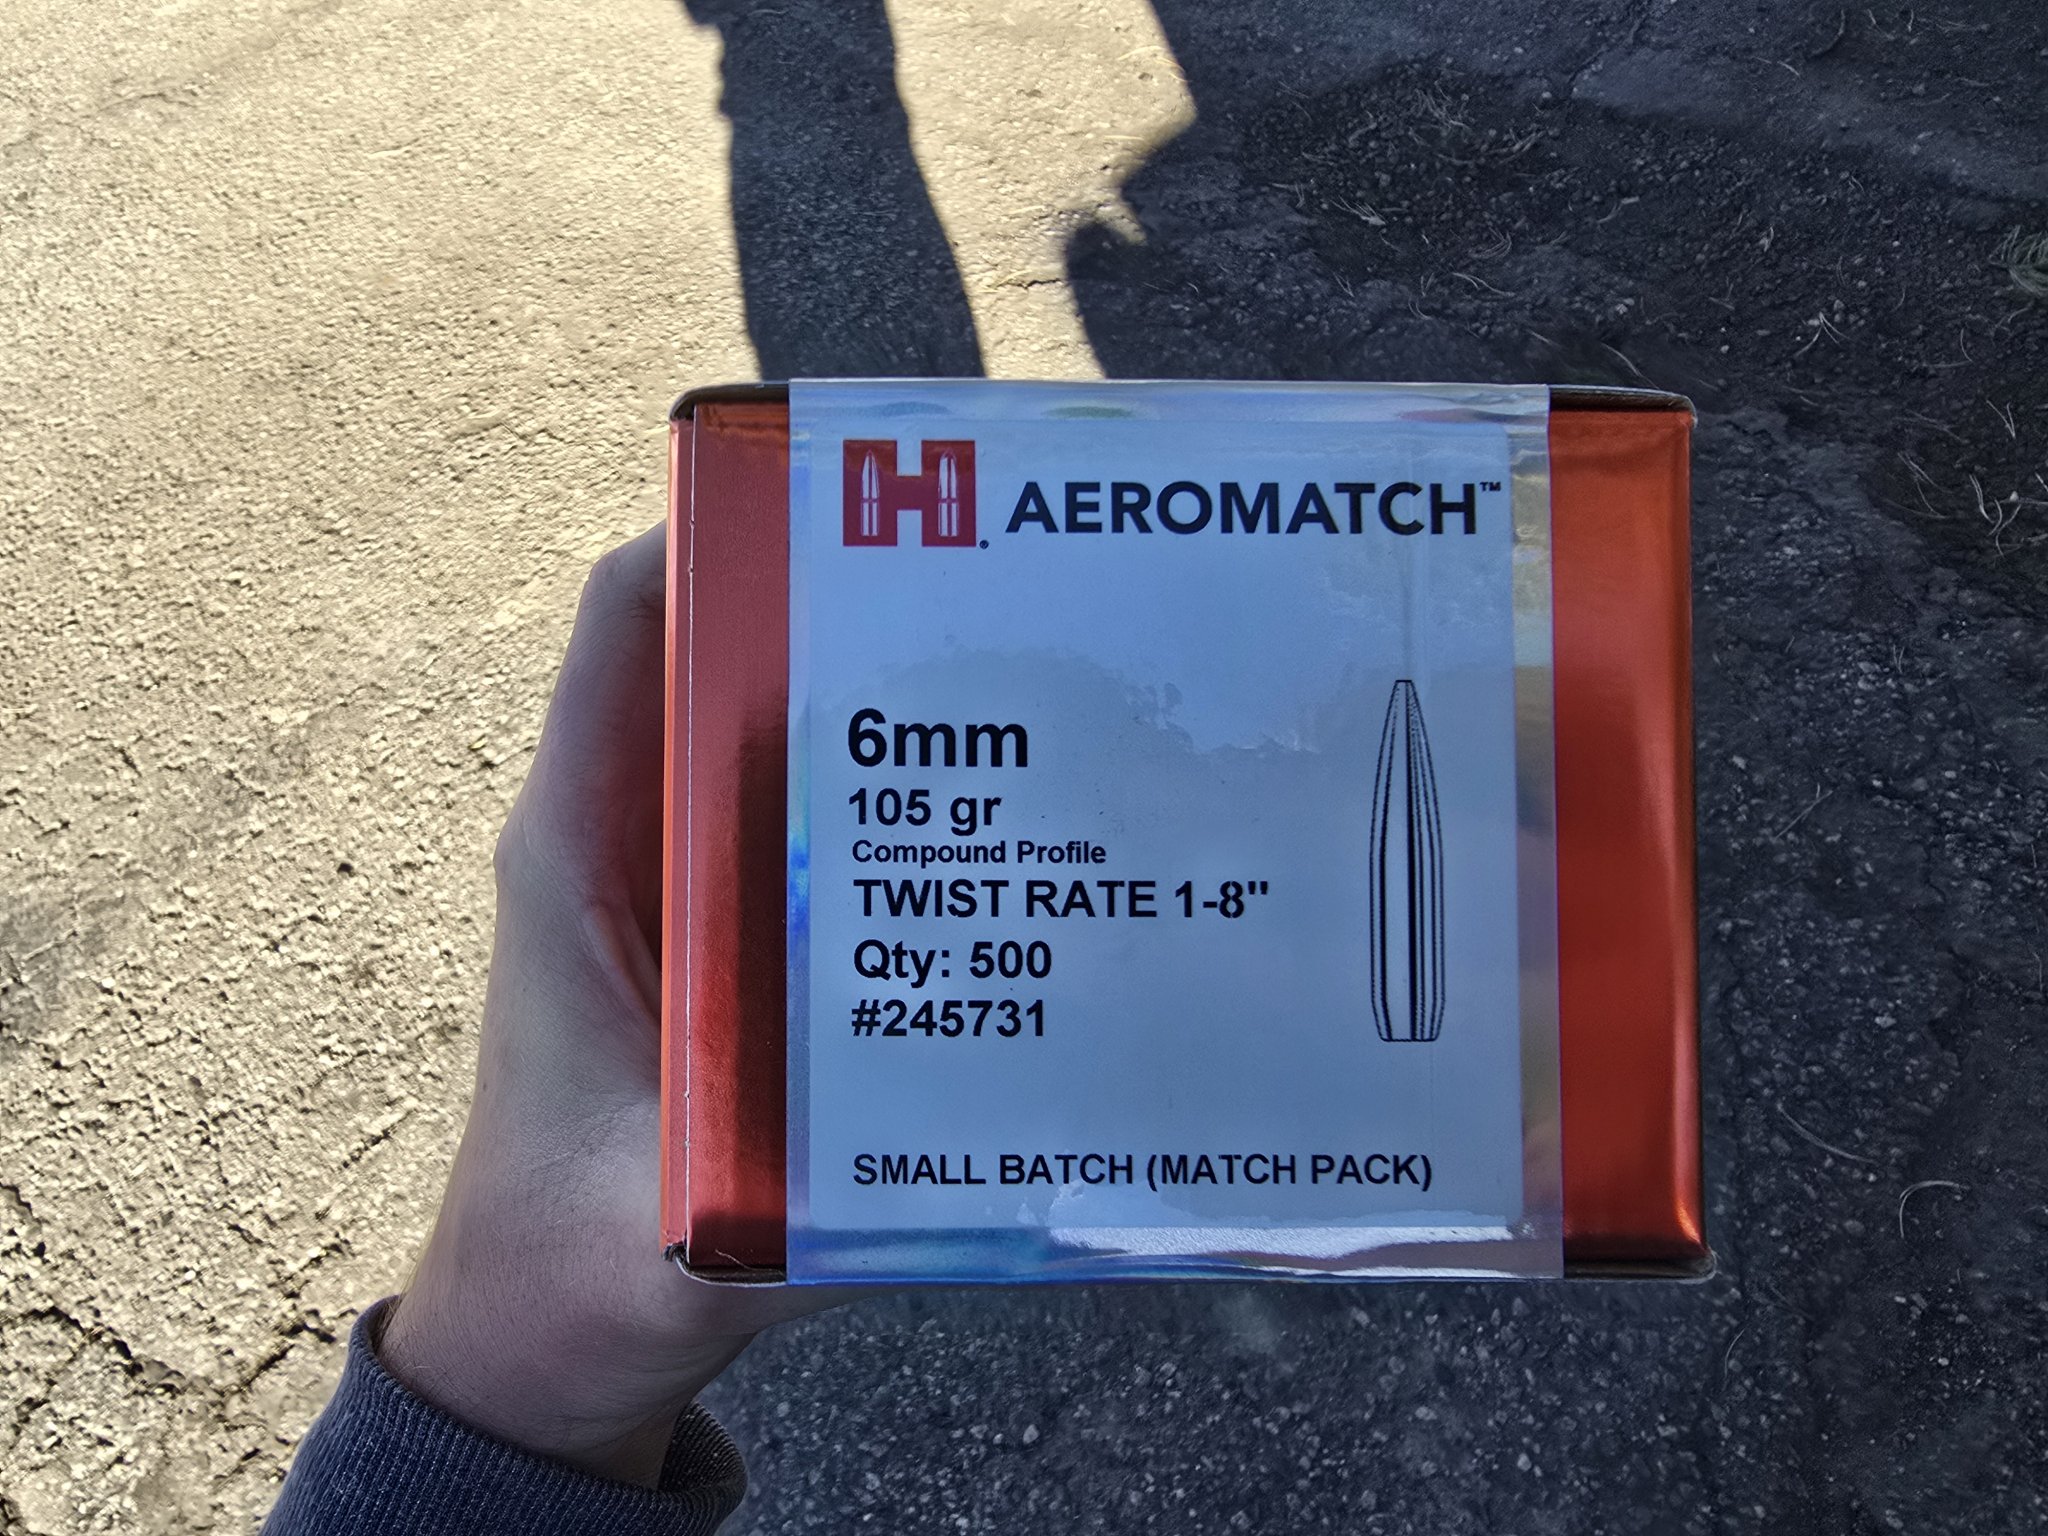 H® AEROMATCH™
6mm
105 gr
Compound Profile
TWIST RATE 1-8"
Qty: 500
#245731
SMALL BATCH (MATCH PACK)